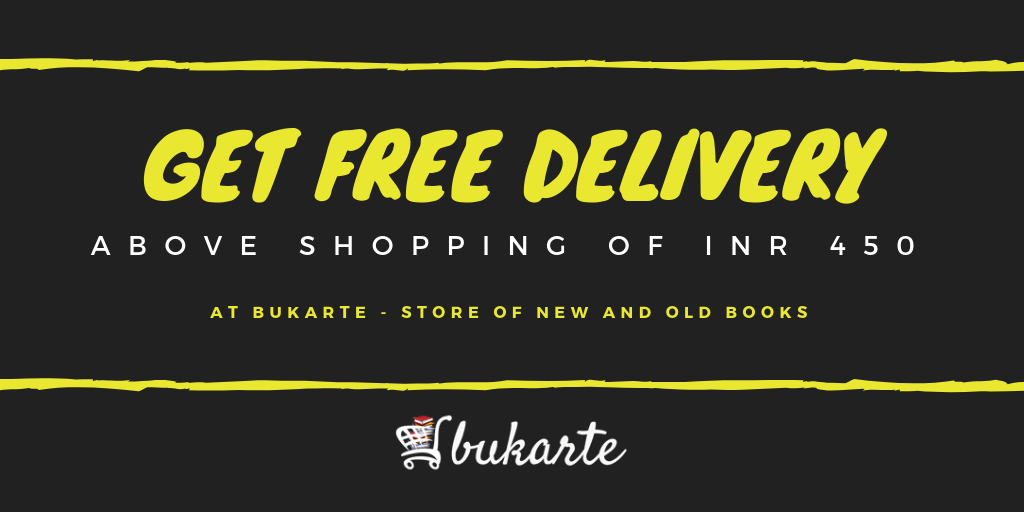 GET FREE DELIVERY
ABOVE SHOPPING OF INR 450
AT BUKARTE - STORE OF NEW AND OLD BOOKS
bukarte